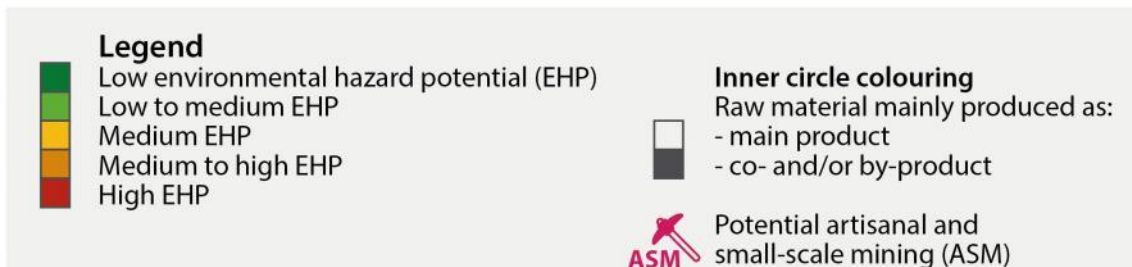 Legend
Low environmental hazard potential (EHP)
Low to medium EHP
Medium EHP
Medium to high EHP
High EHP
Inner circle colouring
Raw material mainly produced as:
- main product
- co- and/or by-product
ASM
Potential artisanal and
small-scale mining (ASM)